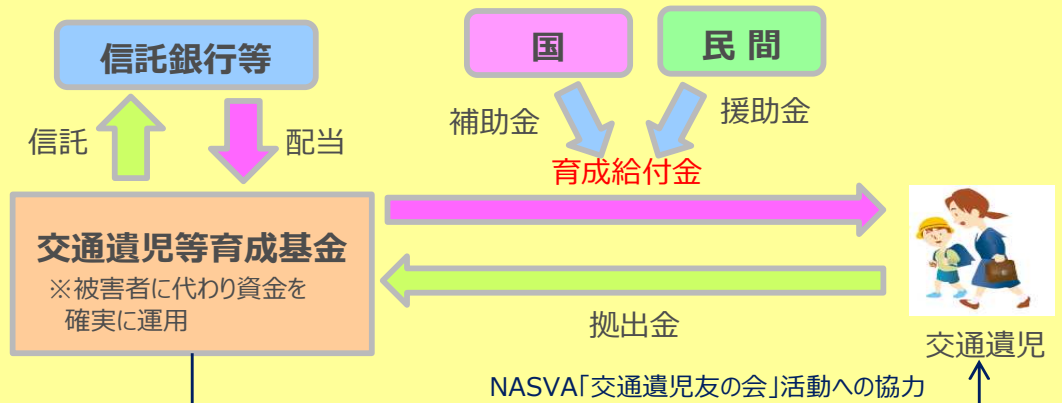 信託銀行等
国
民 間
信託
配当
補助金
援助金
育成給付金
交通遺児等育成基金
※被害者に代わり資金を
確実に運用
拠出金
交通遺児
NASVA「交通遺児友の会」活動への協力